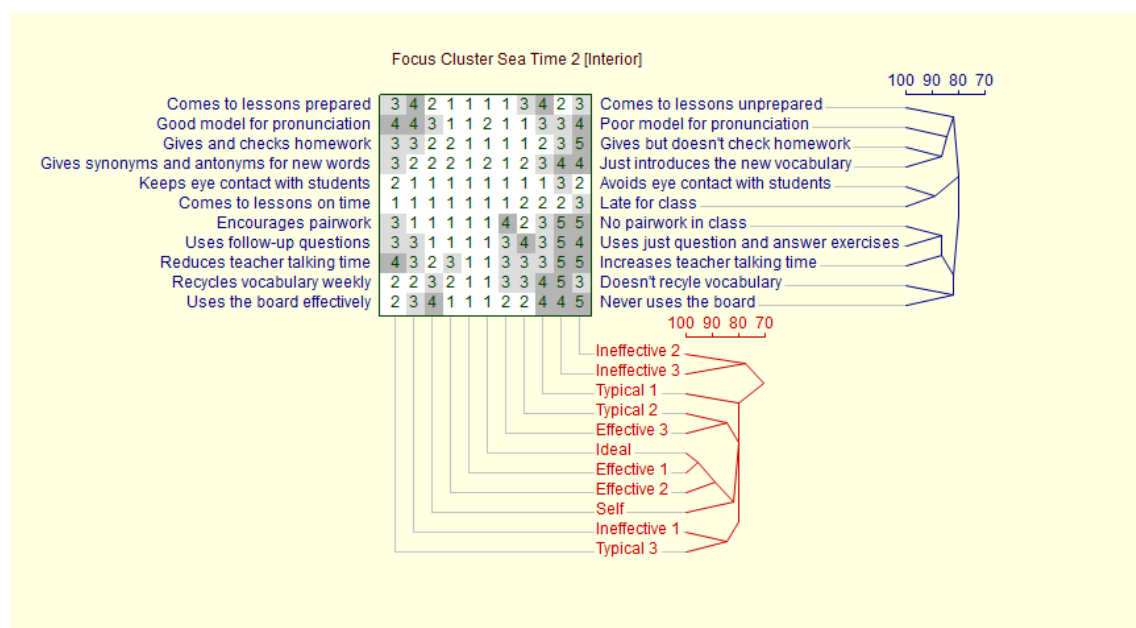 Focus Cluster Sea Time 2 [Interior]
100 90 80 70
Comes to lessons prepared 3 4 2 1 1 1 1 3 4 2 3 Comes to lessons unprepared
Good model for pronunciation 4 4 3 1 1 2 1 1 3 3 4 Poor model for pronunciation
Gives and checks homework 3 3 2 2 1 1 1 1 2 3 5 Gives but doesn't check homework
Gives synonyms and antonyms for new words 3 2 2 2 1 2 1 2 3 4 4 Just introduces the new vocabulary
Keeps eye contact with students 2 1 1 1 1 1 1 1 1 3 2 Avoids eye contact with students
Comes to lessons on time 1 1 1 1 1 1 1 2 2 2 3 Late for class
Encourages pairwork 3 1 1 1 1 1 4 2 3 5 5 No pairwork in class
Uses follow-up questions 3 3 1 1 1 1 3 4 3 5 4 Uses just question and answer exercises
Reduces teacher talking time 4 3 2 3 1 1 3 3 3 5 5 Increases teacher talking time
Recycles vocabulary weekly 2 2 3 2 1 1 3 3 4 5 3 Doesn't recyle vocabulary
Uses the board effectively 2 3 4 1 1 1 2 2 4 4 5 Never uses the board
100 90 80 70
Ineffective 2
Ineffective 3
Typical 1
Typical 2
Effective 3
Ideal
Effective 1
Effective 2
Self
Ineffective 1
Typical 3